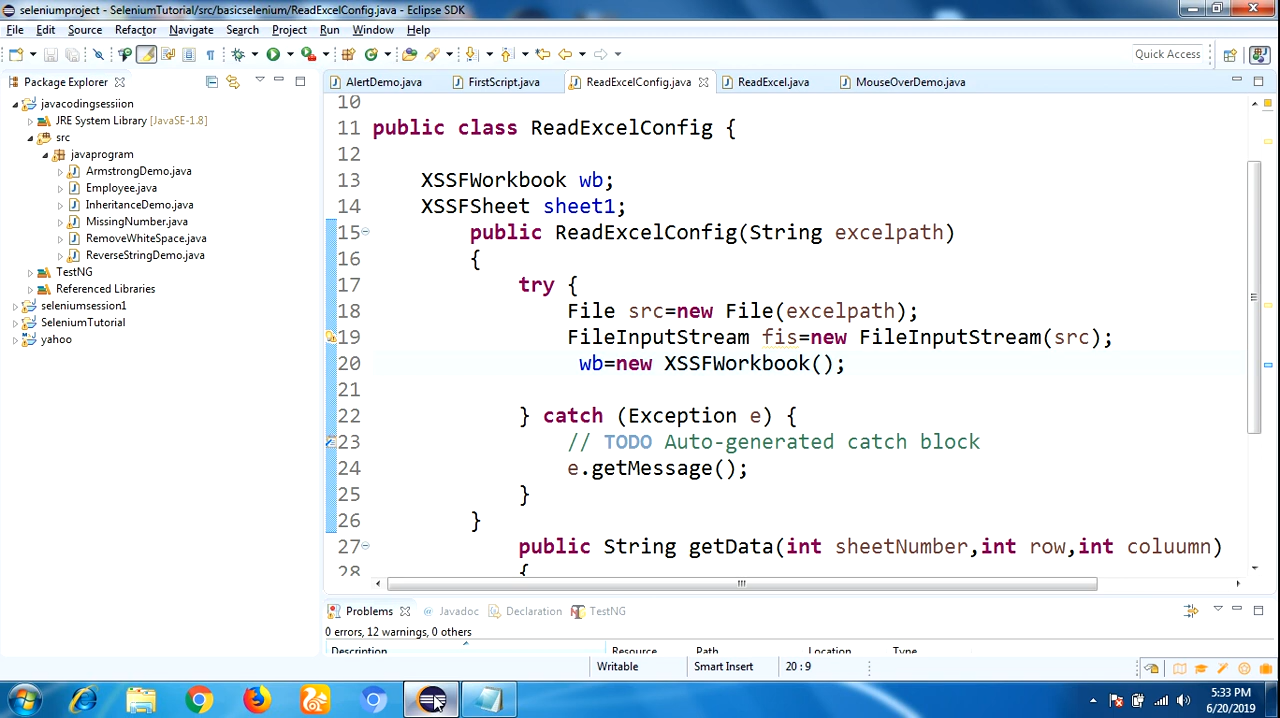 seleniumproject - SeleniumTutorial/src/basicselenium/ReadExcelConfig.java - Eclipse SDK
File Edit Source Refactor Navigate Search Project Run Window Help
Quick Access
Package Explorer
AlertDemo.java FirstScript.java ReadExcelConfig.java ReadExcel.java MouseOverDemo.java
javacodingsession
JRE System Library [JavaSE-1.8]
src
javaprogram
ArmstrongDemo.java
Employee.java
InheritanceDemo.java
MissingNumber.java
RemoveWhiteSpace.java
ReverseStringDemo.java
TestNG
Referenced Libraries
seleniumsession1
SeleniumTutorial
yahoo
10
11 public class ReadExcelConfig {
12
13 XSSFWorkbook wb;
14 XSSFSheet sheet1;
15 public ReadExcelConfig(String excelpath)
16 {
17 try {
18 File src=new File(excelpath);
19 FileInputStream fis=new FileInputStream(src);
20 wb=new XSSFWorkbook();
21
22 } catch (Exception e) {
23 // TODO Auto-generated catch block
24 e.getMessage();
25 }
26 }
27 public String getData(int sheetNumber,int row,int coluumn)
28 {
Problems Javadoc Declaration TestNG
0 errors, 12 warnings, 0 others
Description Resource Path Location Type
Writable Smart Insert 20 : 9
5:33 PM
6/20/2019